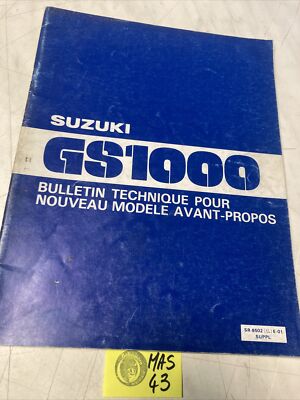 SUZUKI
GS1000
BULLETIN TECHNIQUE POUR
NOUVEAU MODELE AVANT-PROPOS
SUPPL
MAS
43